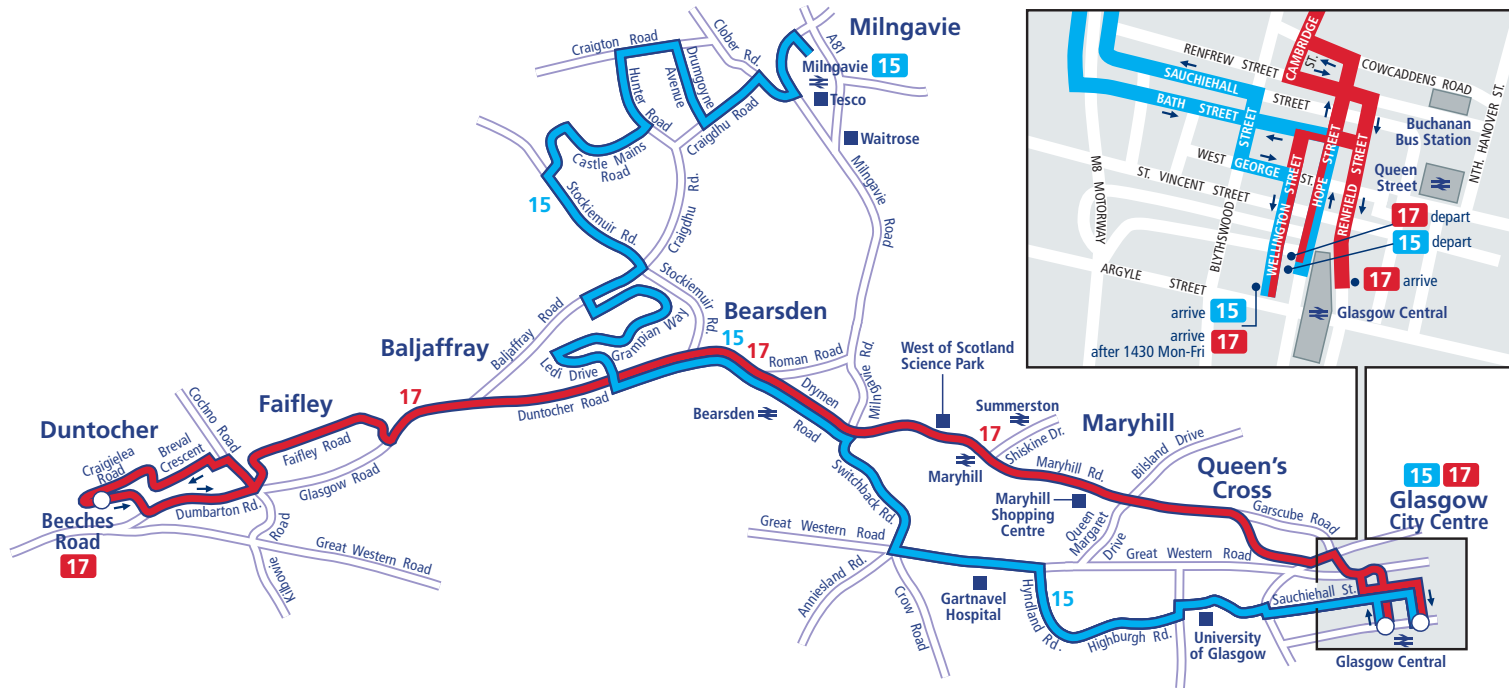 Milngavie
Craigton Road
Clober Rd.
A81
Milngavie
15
Tesco
Waitrose
Hunter Road
Drumgoyne
Avenue
Craigdhu Road
Castle Mains
Road
Milngavie Road
15
Stockiemuir Rd.
Craigdhu Rd.
Stockiemuir Rd.
Baljaffray Road
Grampian Way
Ledi Drive
Bearsden
15
17
Baljaffray
Roman Road
Milngavie Rd.
17
Duntocher Road
Drymen
Road
Bearsden
West of Scotland
Science Park
Summerston
17
Shiskine Dr.
Maryhill
Maryhill
Maryhill Rd.
Bilsland Drive
Maryhill
Shopping
Centre
Queen
Margaret
Drive
Queen's
Cross
Garscube Road
Faifley
Faifley Road
Duntocher
Cochno Road
Craigielea
Road
Breval
Crescent
Dumbarton Rd.
Glasgow Road
Beeches
Road
17
Kilbowie
Road
Great Western Road
Switchback Rd.
Great Western Road
Anniesland Rd.
Crow Road
Gartnavel
Hospital
Great Western Road
15
Hyndland Rd.
Highburgh Rd.
University
of Glasgow
Sauchiehall St.
15 17
Glasgow
City Centre
Glasgow Central
RENFREW STREET
SAUCHIEHALL
STREET
BATH STREET
STREET
CAMBRIDGE
ST.
COWCADDENS ROAD
NTH. HANOVER ST.
Buchanan
Bus Station
Queen
Street
WEST
GEORGE
ST.
ST. VINCENT STREET
M8 MOTORWAY
BLYTHSWOOD
WELLINGTON STREET
HOPE STREET
RENFIELD STREET
ARGYLE STREET
17 depart
15 depart
17 arrive
arrive 15
arrive
17
after 1430 Mon-Fri
Glasgow Central